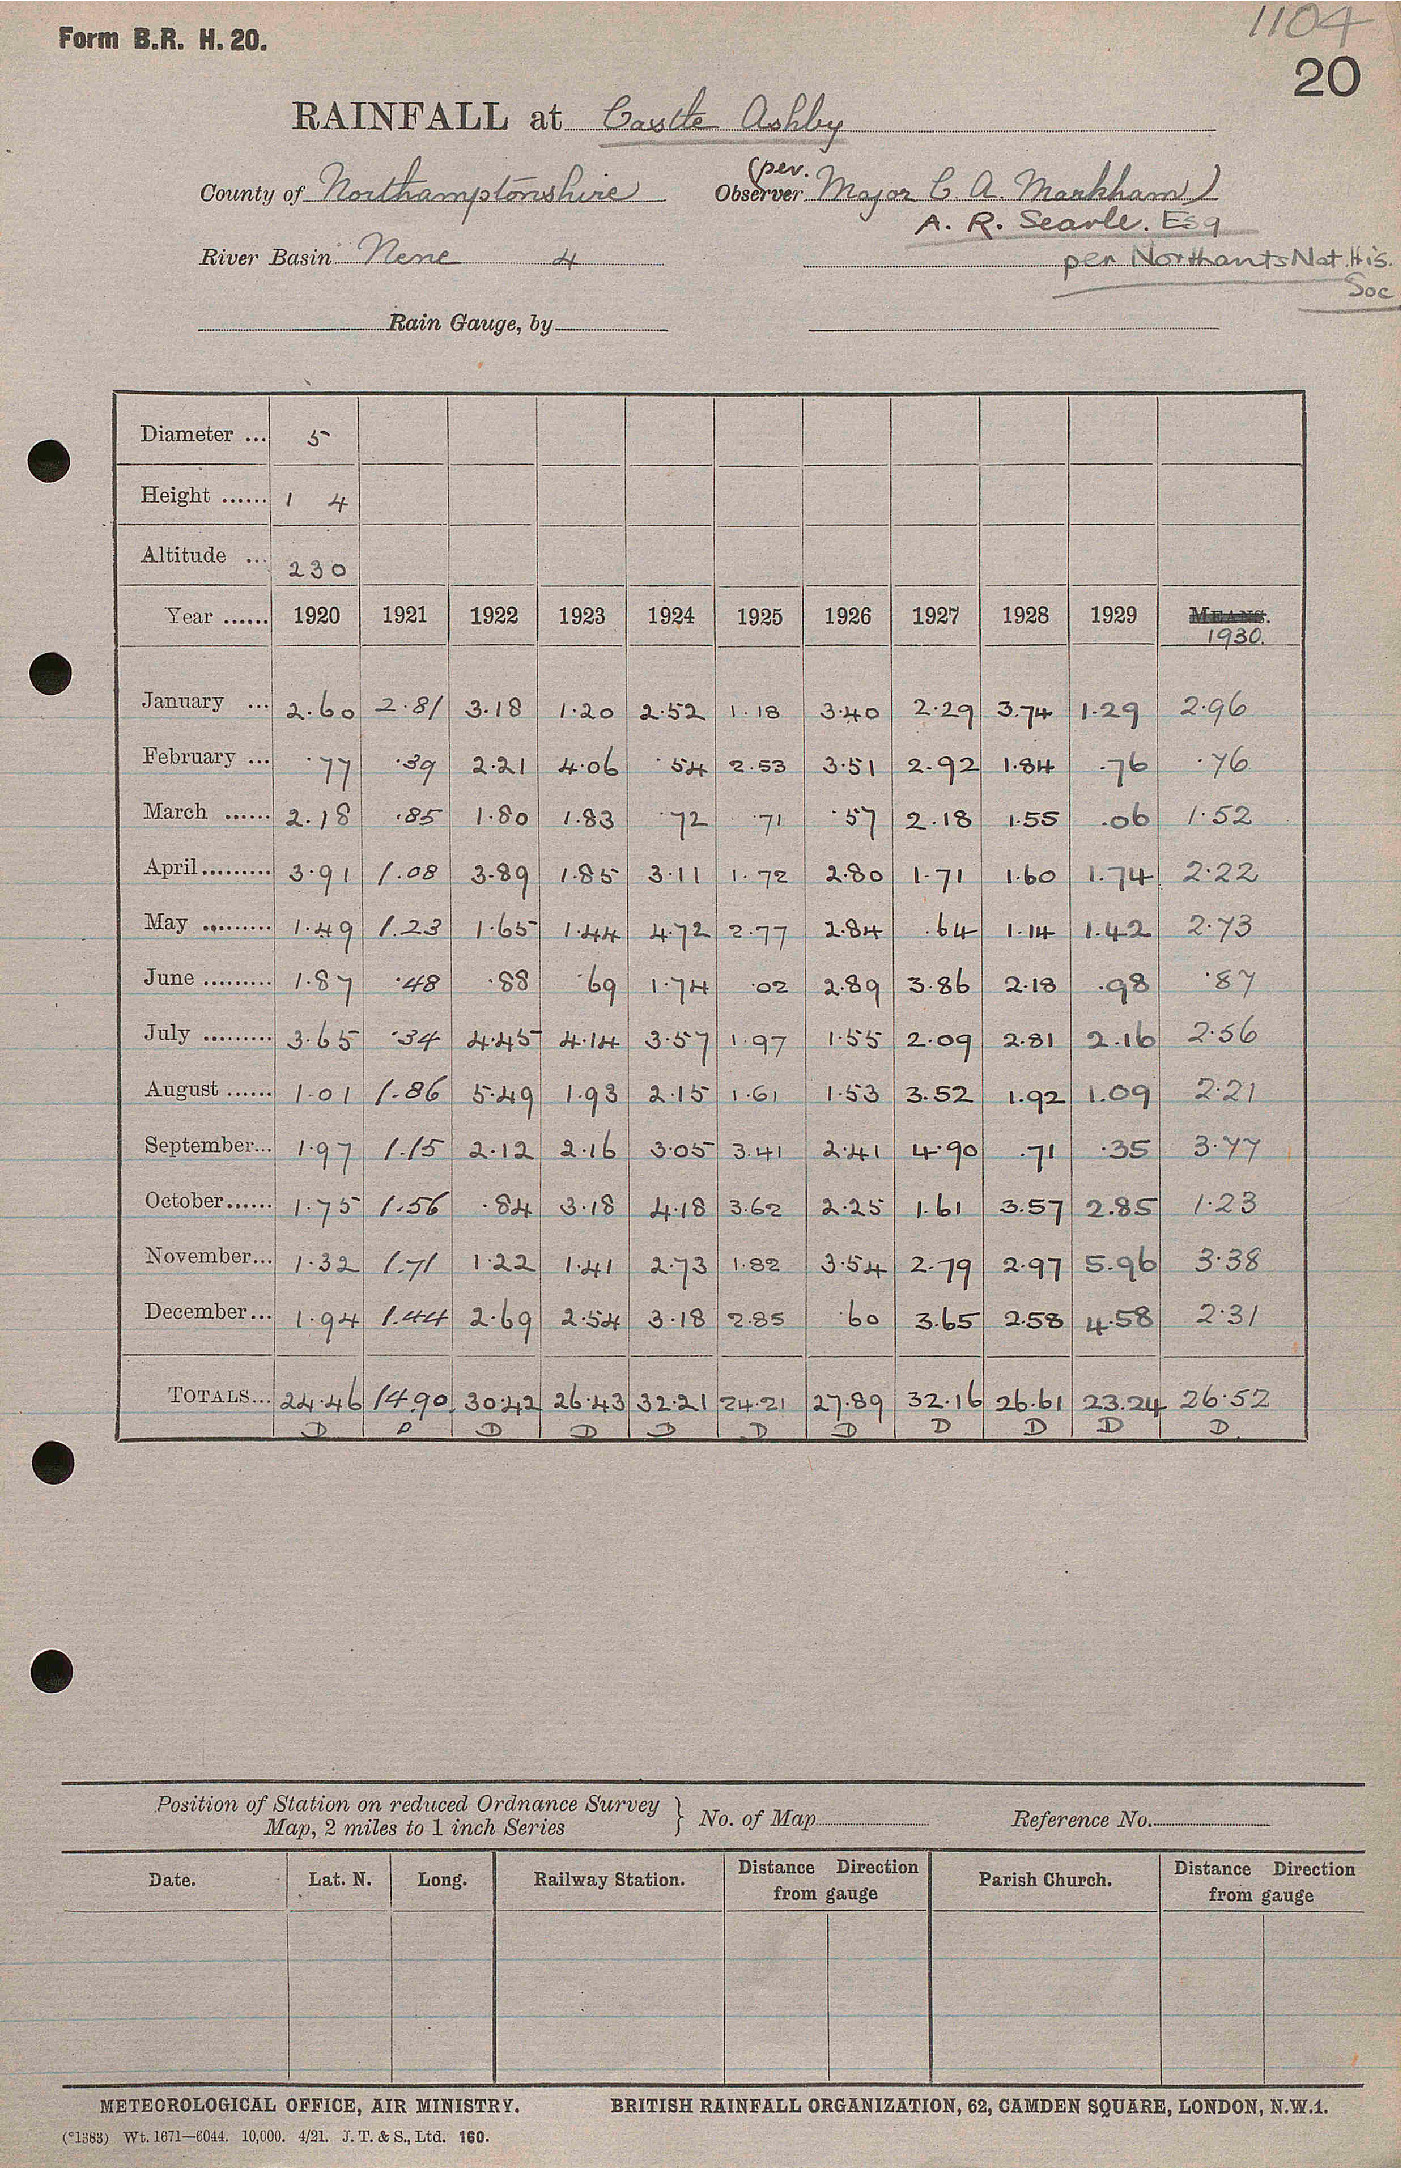 1104
Form B.R. H. 20.
20
RAINFALL at Castle Ashby
(per.
County of Northamptonshire Observer Major C A. Markham)
A. R. Searle. Esq
River Basin Nene 4
per Northants Nat His.
Soc
Rain Gauge, by
Diameter ... 5
Height ...... 1 4
Altitude ... 230
Year ...... 1920 1921 1922 1923 1924 1925 1926 1927 1928 1929 MEANS.
1930.
January ... 2.60 2.81 3.18 1.20 2.52 1.18 3.40 2.29 3.74 1.29 2.96
February ... .77 .39 2.21 4.06 .54 2.53 3.51 2.92 1.84 .76 .76
March ...... 2.18 .85 1.80 1.83 .72 .71 .57 2.18 1.55 .06 1.52
April ......... 3.91 1.08 3.89 1.85 3.11 1.72 2.80 1.71 1.60 1.74 2.22
May ......... 1.49 1.23 1.65 1.44 4.72 2.77 2.84 .64 1.14 1.42 2.73
June ......... 1.87 .48 .88 .69 1.74 .02 2.89 3.86 2.18 .98 .87
July ......... 3.65 .34 4.45 4.14 3.57 1.97 1.55 2.09 2.81 2.16 2.56
August ...... 1.01 1.86 5.49 1.93 2.15 1.61 1.53 3.52 1.92 1.09 2.21
September... 1.97 1.15 2.12 2.16 3.05 3.41 2.41 4.90 .71 .35 3.77
October...... 1.75 1.56 .84 3.18 4.18 3.62 2.25 1.61 3.57 2.85 1.23
November... 1.32 1.71 1.22 1.41 2.73 1.82 3.54 2.79 2.97 5.96 3.38
December... 1.94 1.44 2.69 2.54 3.18 2.85 .60 3.65 2.58 4.58 2.31
TOTALS... 24.46 14.90 30.42 26.43 32.21 24.21 27.89 32.16 26.61 23.24 26.52
D D D D D D D D D D D.
Position of Station on reduced Ordnance Survey
Map, 2 miles to 1 inch Series } No. of Map Reference No.
Date. Lat. N. Long. Railway Station. Distance Direction
from gauge Parish Church. Distance Direction
from gauge
METEOROLOGICAL OFFICE, AIR MINISTRY. BRITISH RAINFALL ORGANIZATION, 62, CAMDEN SQUARE, LONDON, N.W.1.
(*1383) Wt. 1671—6044. 10,000. 4/21. J. T. & S., Ltd. 160.